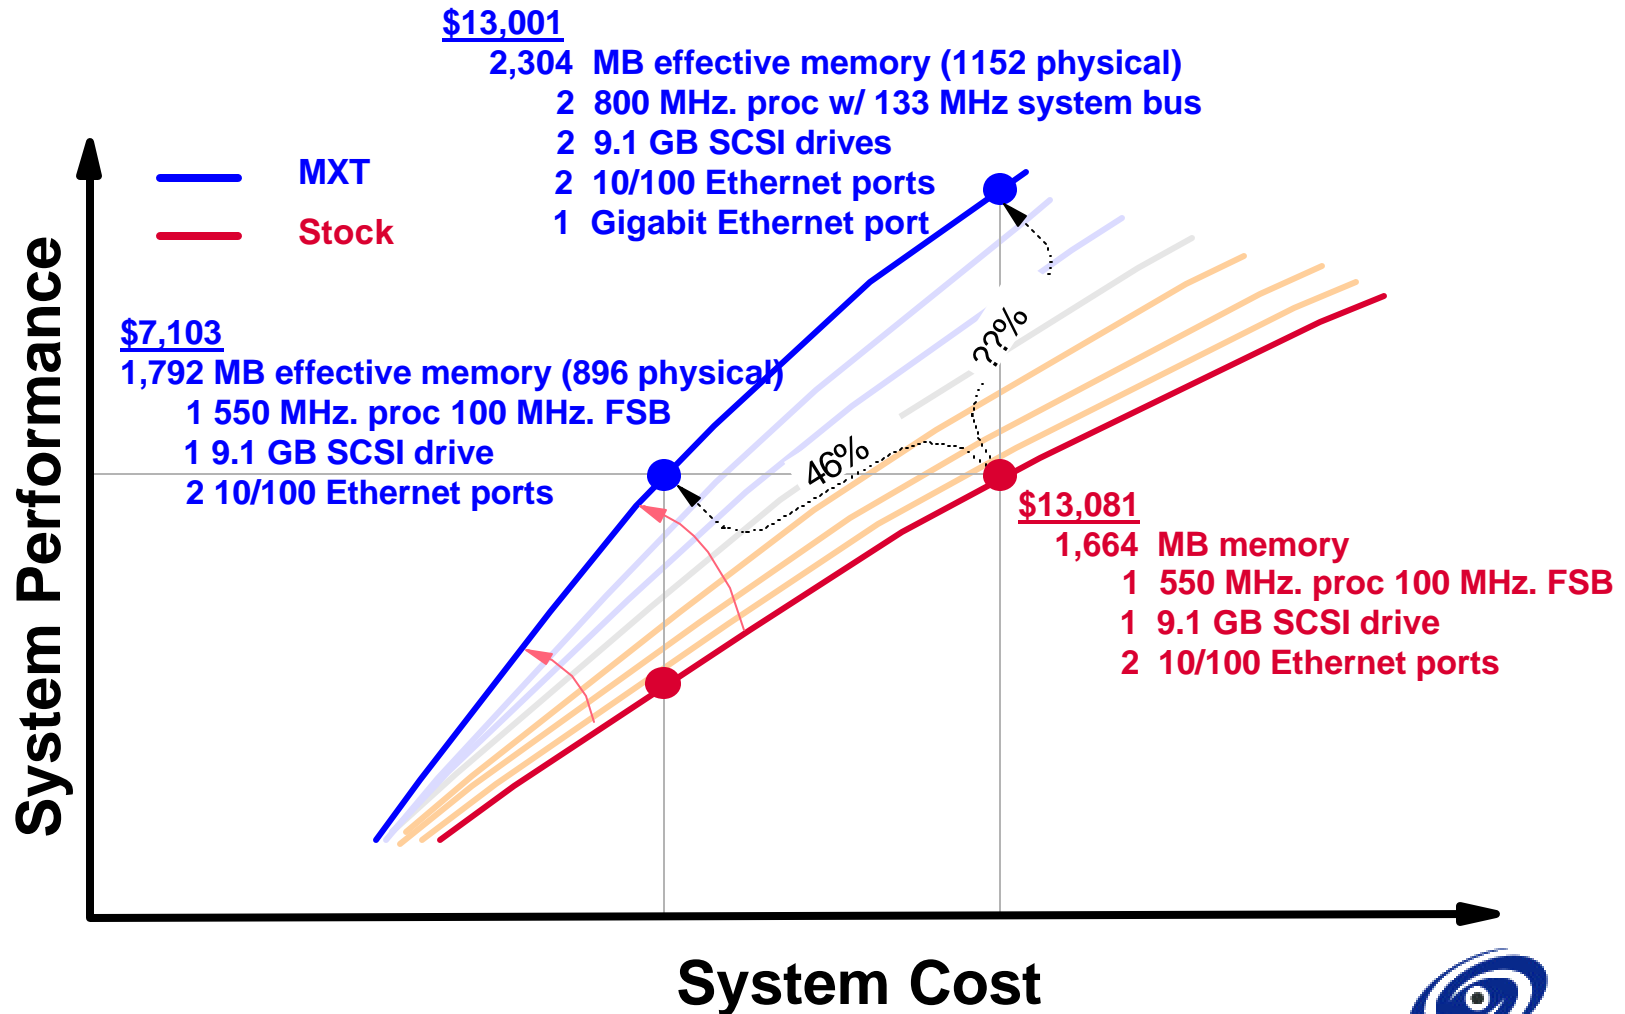 $13,001
2,304 MB effective memory (1152 physical)
2 800 MHz. proc w/ 133 MHz system bus
2 9.1 GB SCSI drives
2 10/100 Ethernet ports
1 Gigabit Ethernet port
MXT
Stock
$7,103
1,792 MB effective memory (896 physical)
1 550 MHz. proc 100 MHz. FSB
1 9.1 GB SCSI drive
2 10/100 Ethernet ports
??%
46%
$13,081
1,664 MB memory
1 550 MHz. proc 100 MHz. FSB
1 9.1 GB SCSI drive
2 10/100 Ethernet ports
System Performance
System Cost